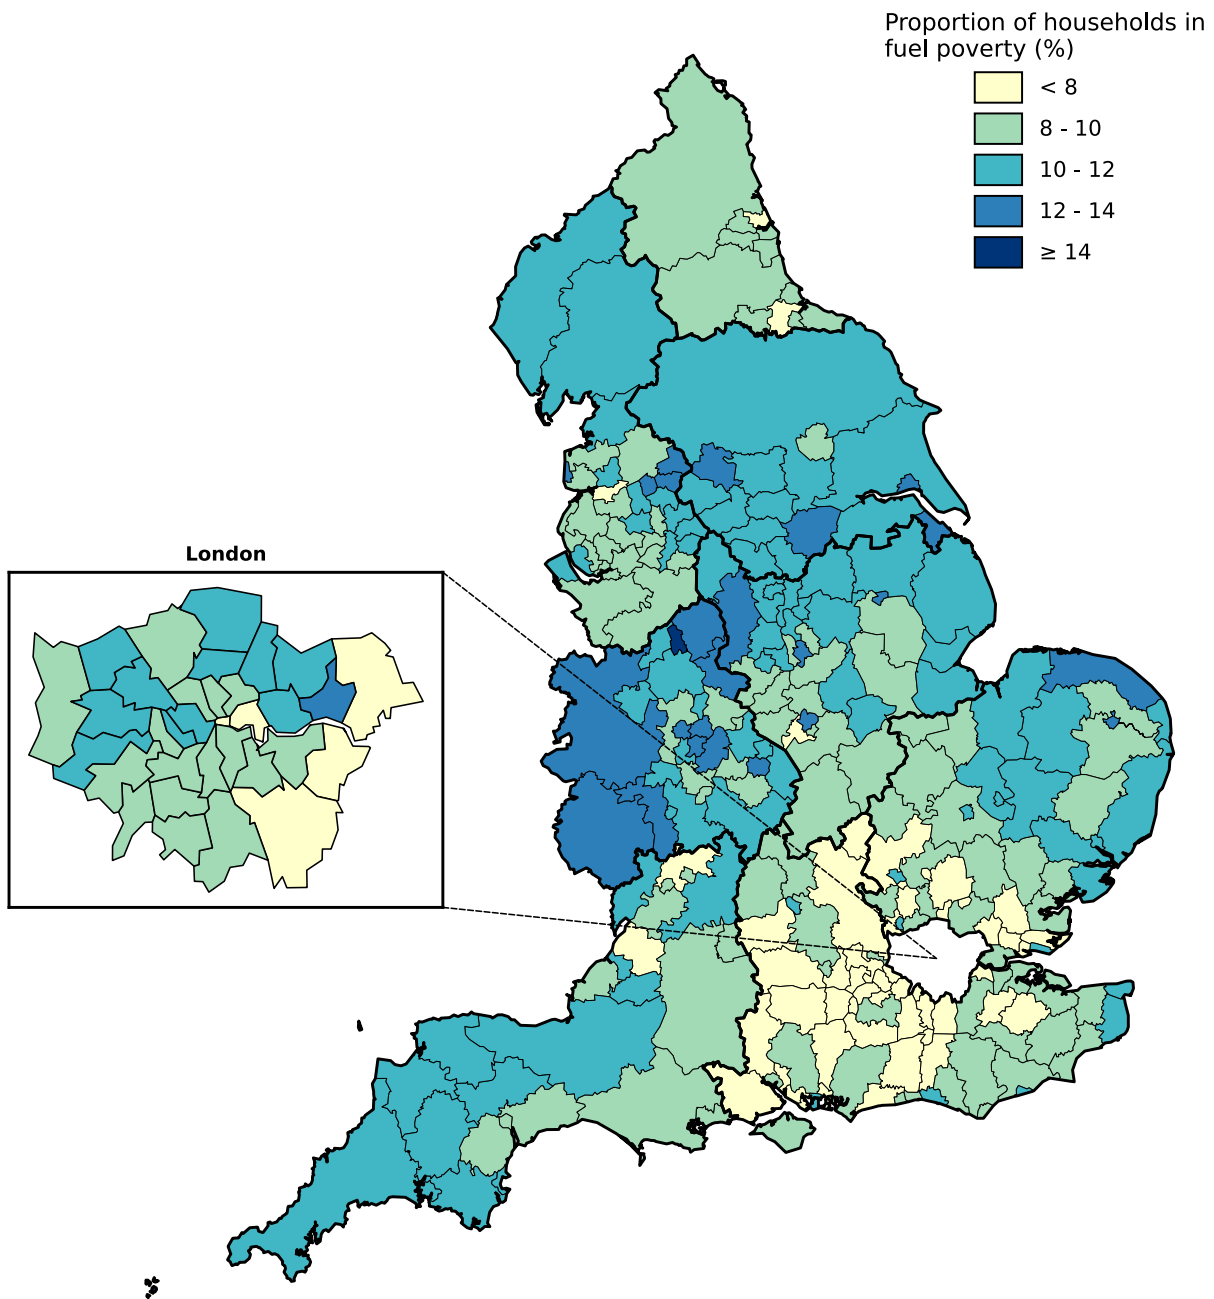 Proportion of households in
fuel poverty (%)
< 8
8 - 10
10 - 12
12 - 14
≥ 14
London